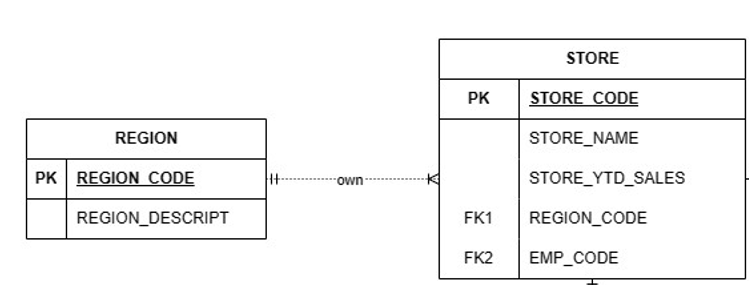 REGION
PK REGION_CODE
REGION_DESCRIPT
own
STORE
PK STORE_CODE
STORE_NAME
STORE_YTD_SALES
FK1 REGION_CODE
FK2 EMP_CODE